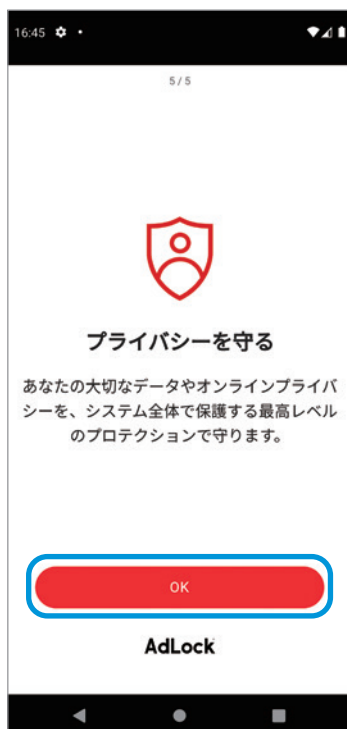 16:45
5 / 5
プライバシーを守る
あなたの大切なデータやオンラインプライバ
シーを、システム全体で保護する最高レベル
のプロテクションで守ります。
OK
AdLock